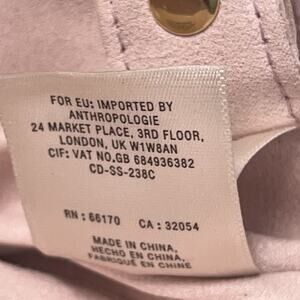 FOR EU: IMPORTED BY
ANTHROPOLOGIE
24 MARKET PLACE, 3RD FLOOR,
LONDON, UK W1W8AN
CIF: VAT NO.GB 684936382
CD-SS-238C
RN : 66170 CA : 32054
MADE IN CHINA,
HECHO EN CHINA,
FABRIQUÉ EN CHINE